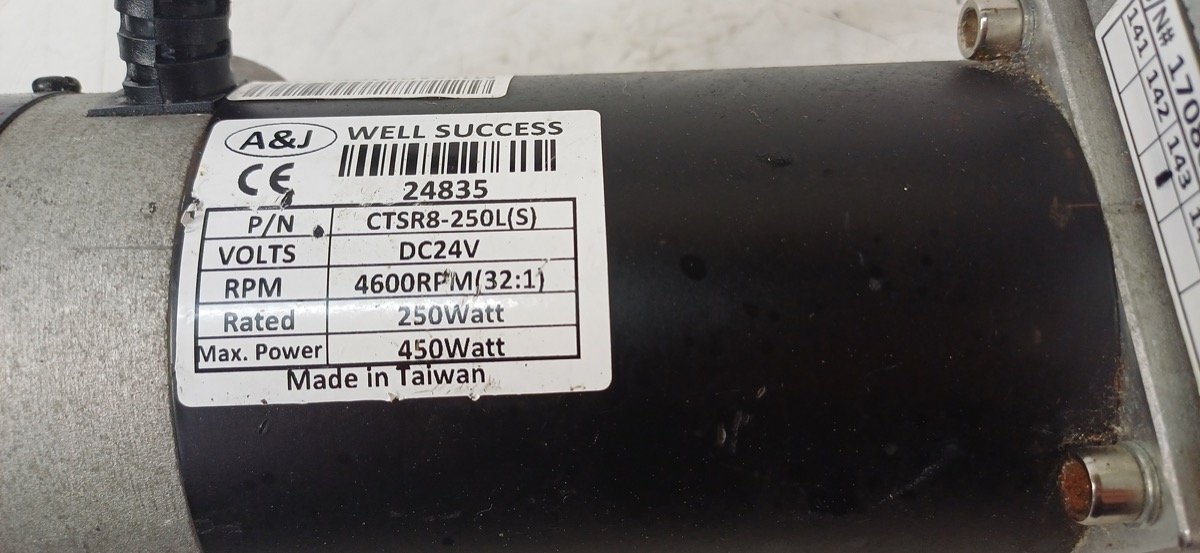 A&J WELL SUCCESS
CE
24835
P/N CTSR8-250L(S)
VOLTS DC24V
RPM 4600RPM(32:1)
Rated 250Watt
Max. Power 450Watt
Made in Taiwan
/N# 170
141 142 143